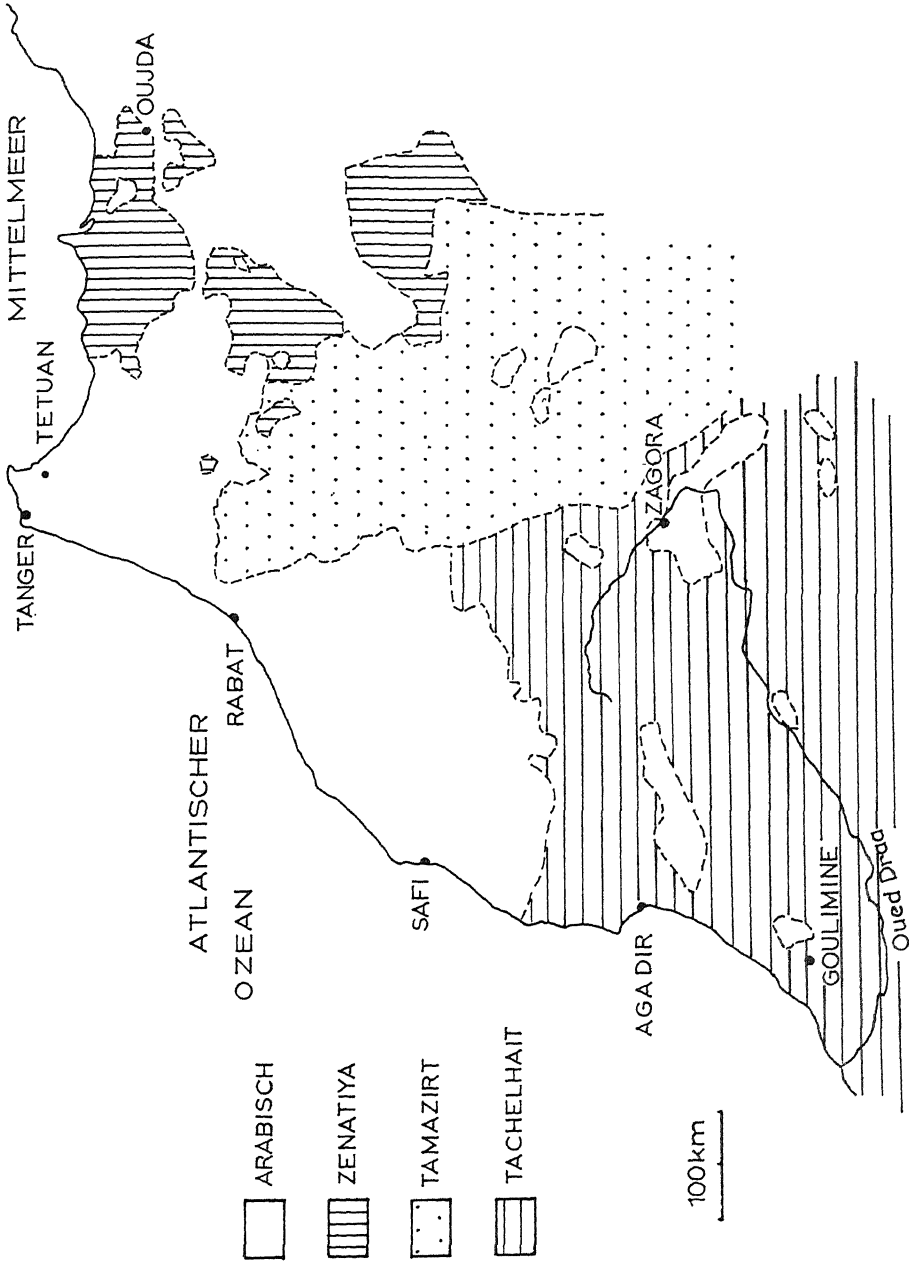 MITTELMEER
OUJDA
TETUAN
TANGER
RABAT
ATLANTISCHER
OZEAN
SAFI
ZAGORA
AGADIR
GOULIMINE
Oued Draa
ARABISCH
ZENATIYA
TAMAZIRT
TACHELHAIT
100km